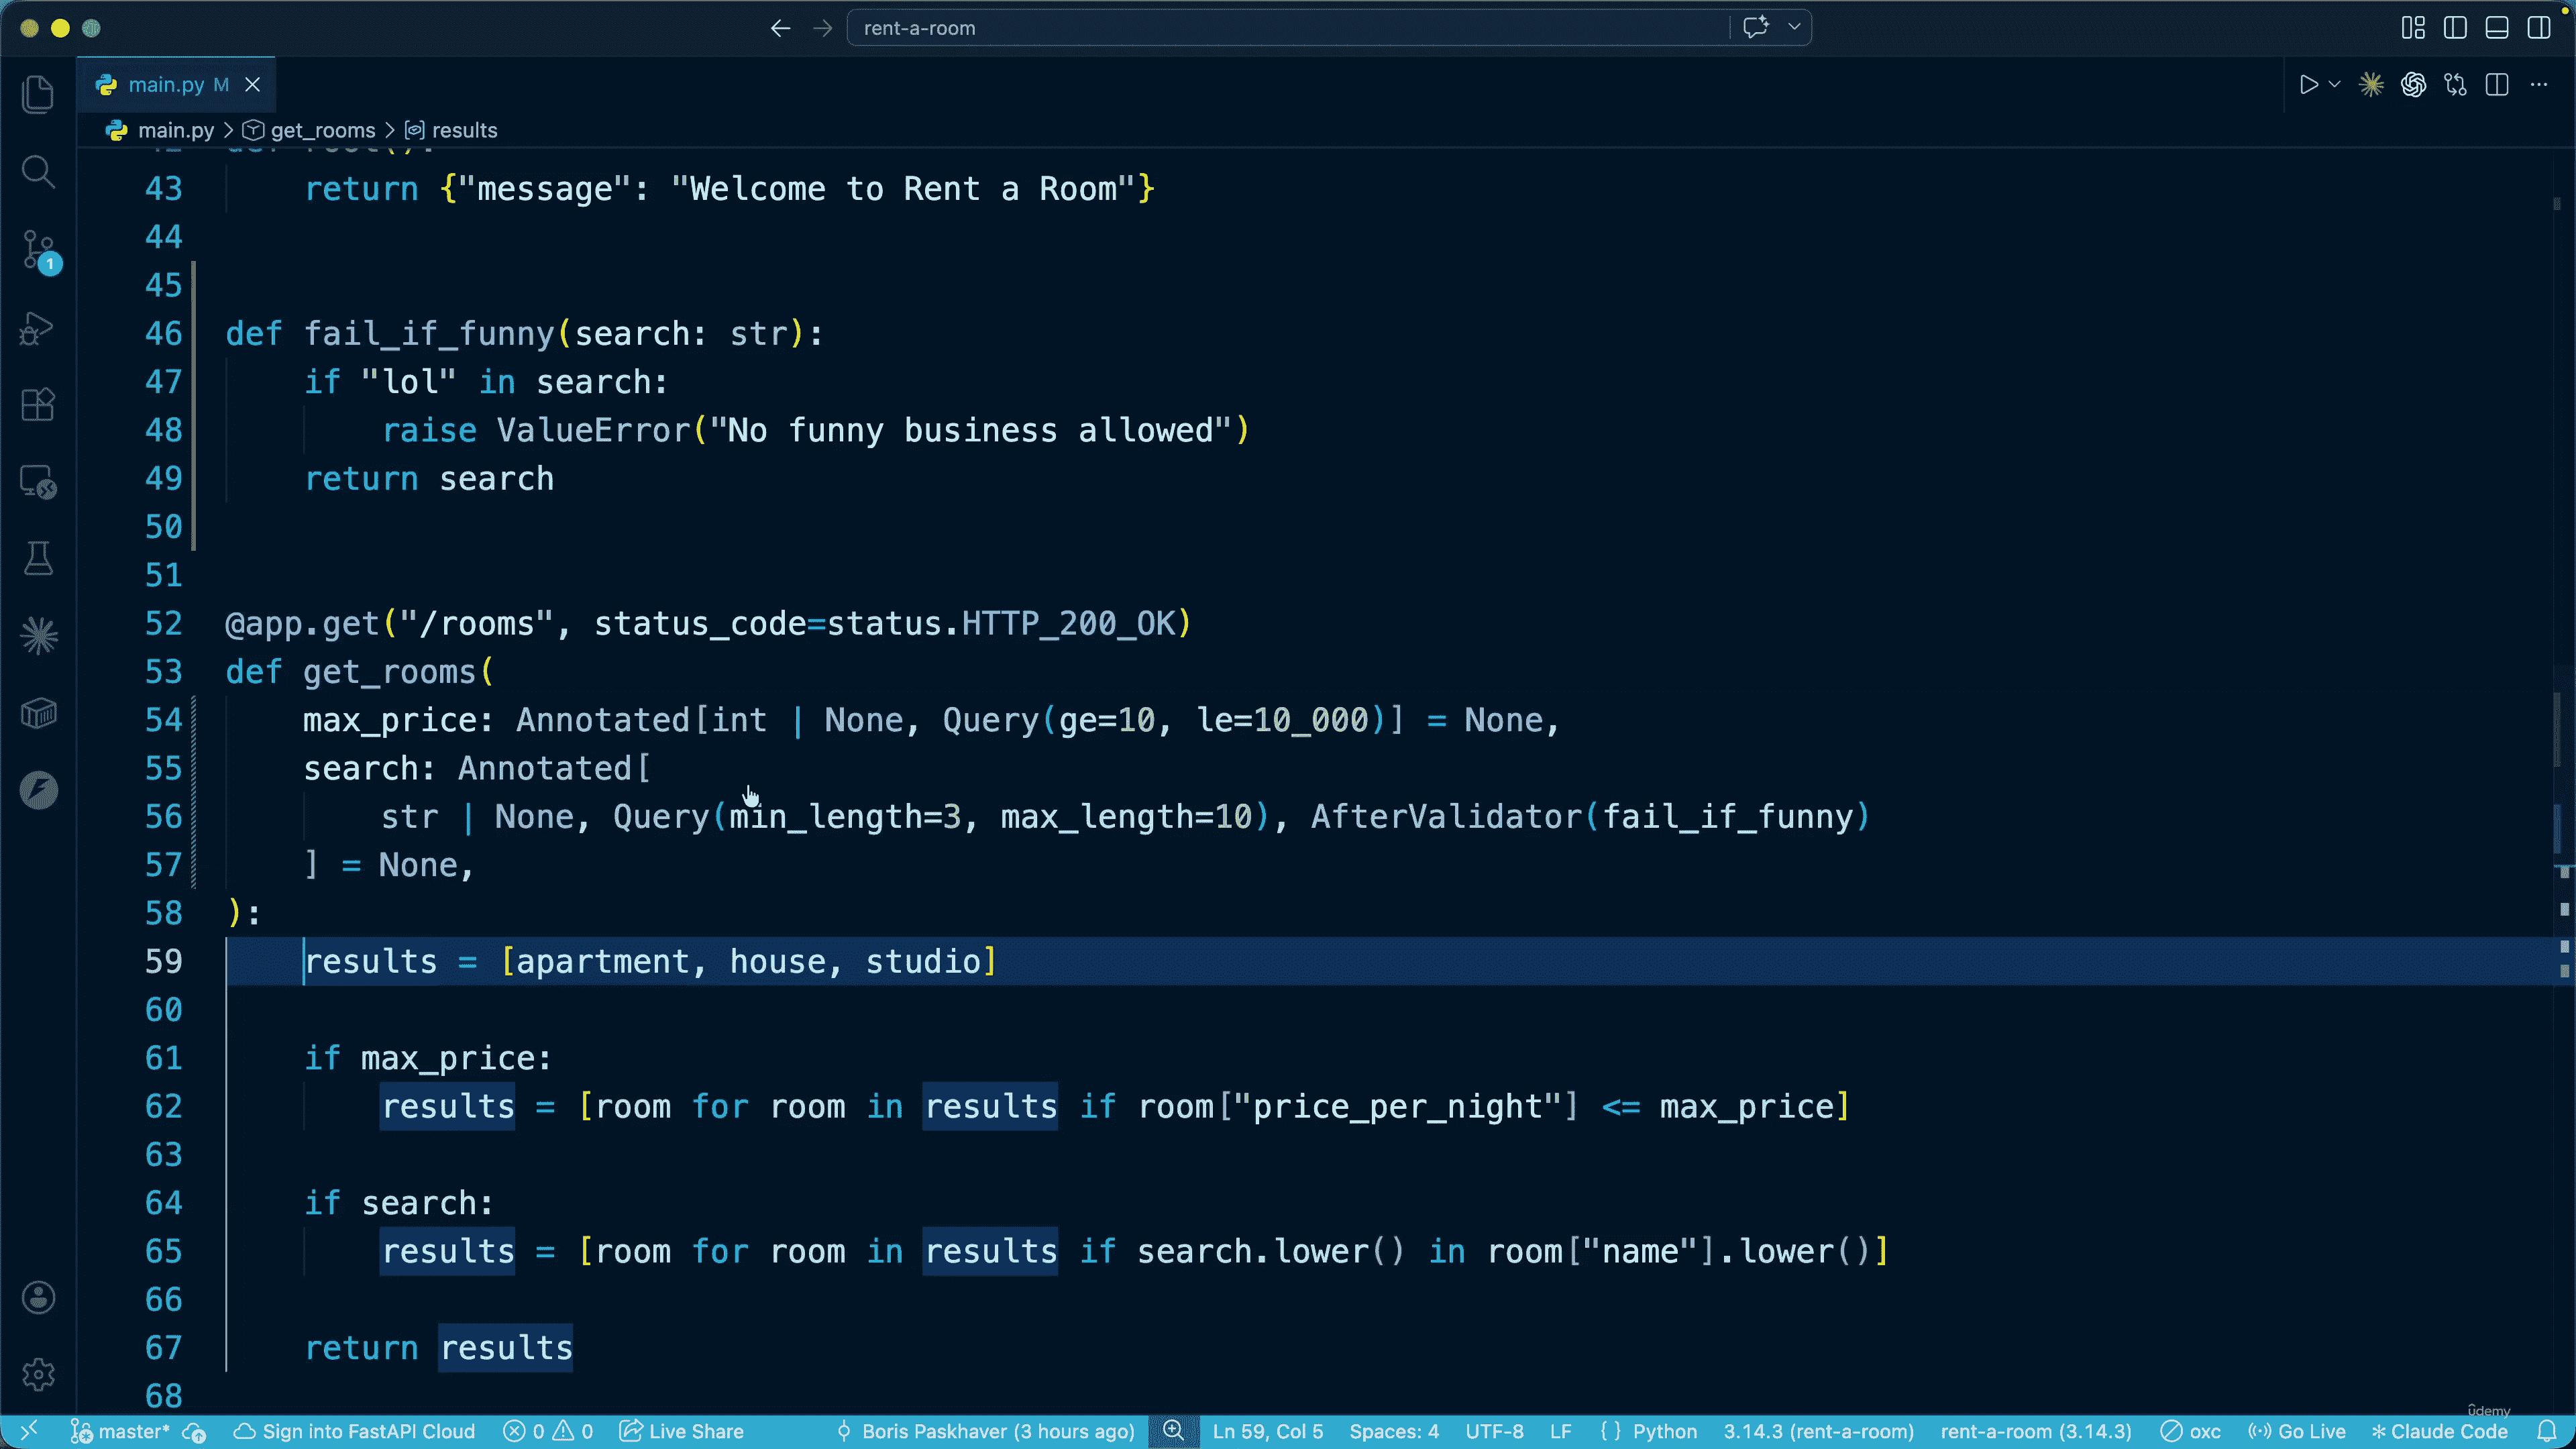 rent-a-room
main.py M
main.py > get_rooms > results
43 return {"message": "Welcome to Rent a Room"}
44
45
46 def fail_if_funny(search: str):
47 if "lol" in search:
48 raise ValueError("No funny business allowed")
49 return search
50
51
52 @app.get("/rooms", status_code=status.HTTP_200_OK)
53 def get_rooms(
54 max_price: Annotated[int | None, Query(ge=10, le=10_000)] = None,
55 search: Annotated[
56 str | None, Query(min_length=3, max_length=10), AfterValidator(fail_if_funny)
57 ] = None,
58 ):
59 results = [apartment, house, studio]
60
61 if max_price:
62 results = [room for room in results if room["price_per_night"] <= max_price]
63
64 if search:
65 results = [room for room in results if search.lower() in room["name"].lower()]
66
67 return results
68
1
ûdemy
master* Sign into FastAPI Cloud 0 0 Live Share Boris Paskhaver (3 hours ago) Ln 59, Col 5 Spaces: 4 UTF-8 LF { } Python 3.14.3 (rent-a-room) rent-a-room (3.14.3) oxc Go Live Claude Code